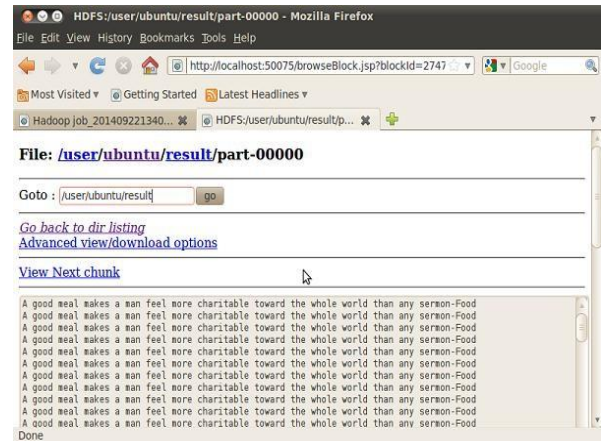 HDFS:/user/ubuntu/result/part-00000 - Mozilla Firefox
File Edit View History Bookmarks Tools Help
http://localhost:50075/browseBlock.jsp?blockId=2747 Google
Most Visited Getting Started Latest Headlines
Hadoop job_201409221340... HDFS:/user/ubuntu/result/p...
File: /user/ubuntu/result/part-00000
Goto : /user/ubuntu/result go
Go back to dir listing
Advanced view/download options
View Next chunk
A good meal makes a man feel more charitable toward the whole world than any sermon-Food
A good meal makes a man feel more charitable toward the whole world than any sermon-Food
A good meal makes a man feel more charitable toward the whole world than any sermon-Food
A good meal makes a man feel more charitable toward the whole world than any sermon-Food
A good meal makes a man feel more charitable toward the whole world than any sermon-Food
A good meal makes a man feel more charitable toward the whole world than any sermon-Food
A good meal makes a man feel more charitable toward the whole world than any sermon-Food
A good meal makes a man feel more charitable toward the whole world than any sermon-Food
A good meal makes a man feel more charitable toward the whole world than any sermon-Food
A good meal makes a man feel more charitable toward the whole world than any sermon-Food
A good meal makes a man feel more charitable toward the whole world than any sermon-Food
Done